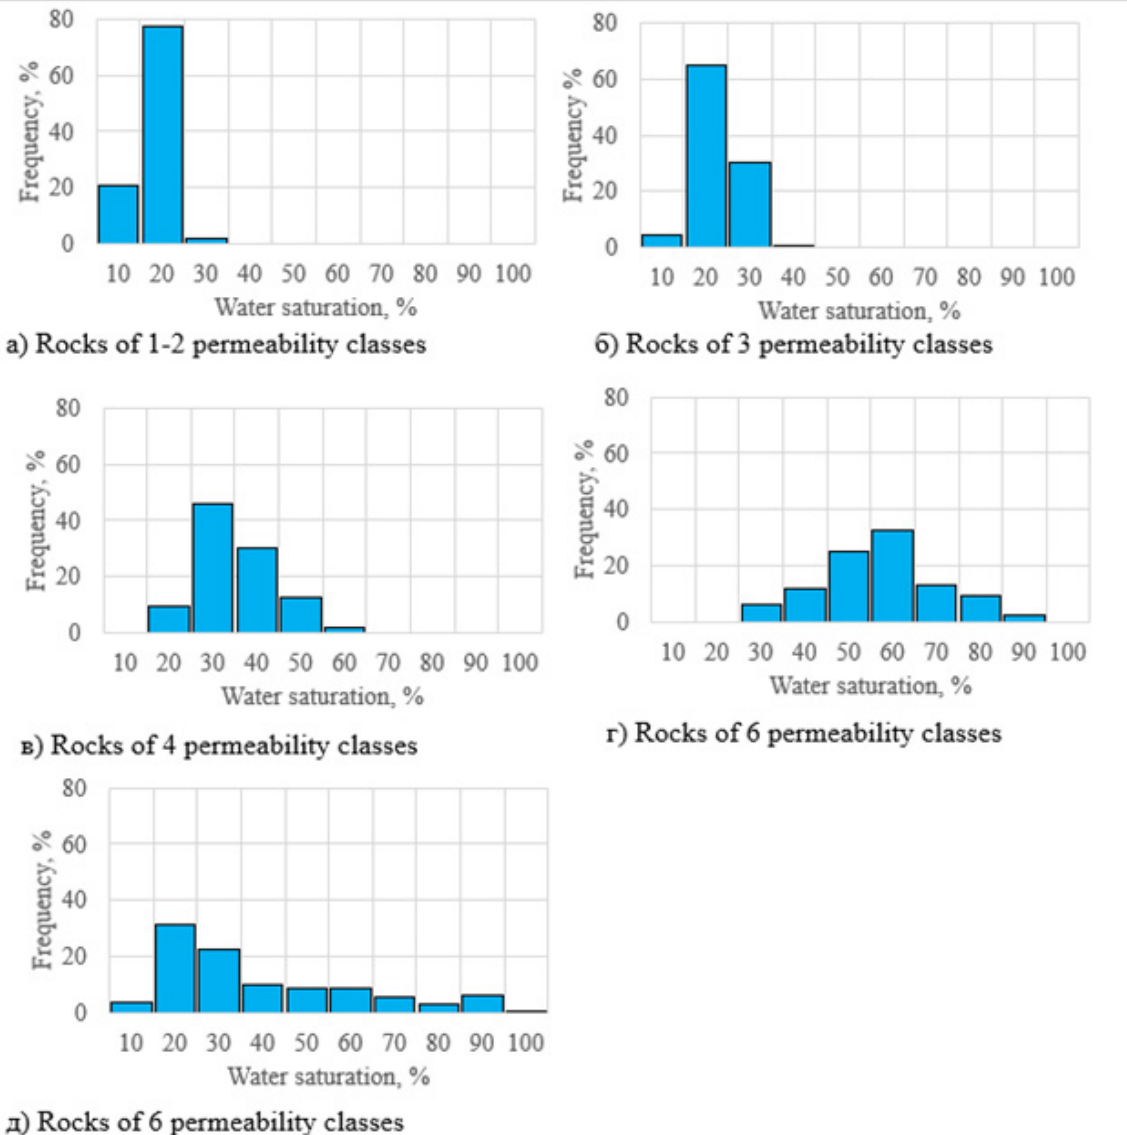 80
60
40
20
0
Frequency, %
10 20 30 40 50 60 70 80 90 100
Water saturation, %
а) Rocks of 1-2 permeability classes
80
60
40
20
0
Frequency %
10 20 30 40 50 60 70 80 90 100
Water saturation, %
б) Rocks of 3 permeability classes
80
60
40
20
0
Frequency, %
10 20 30 40 50 60 70 80 90 100
Water saturation, %
в) Rocks of 4 permeability classes
80
60
40
20
0
Frequency, %
10 20 30 40 50 60 70 80 90 100
Water saturation, %
г) Rocks of 6 permeability classes
80
60
40
20
0
Frequency, %
10 20 30 40 50 60 70 80 90 100
Water saturation, %
д) Rocks of 6 permeability classes